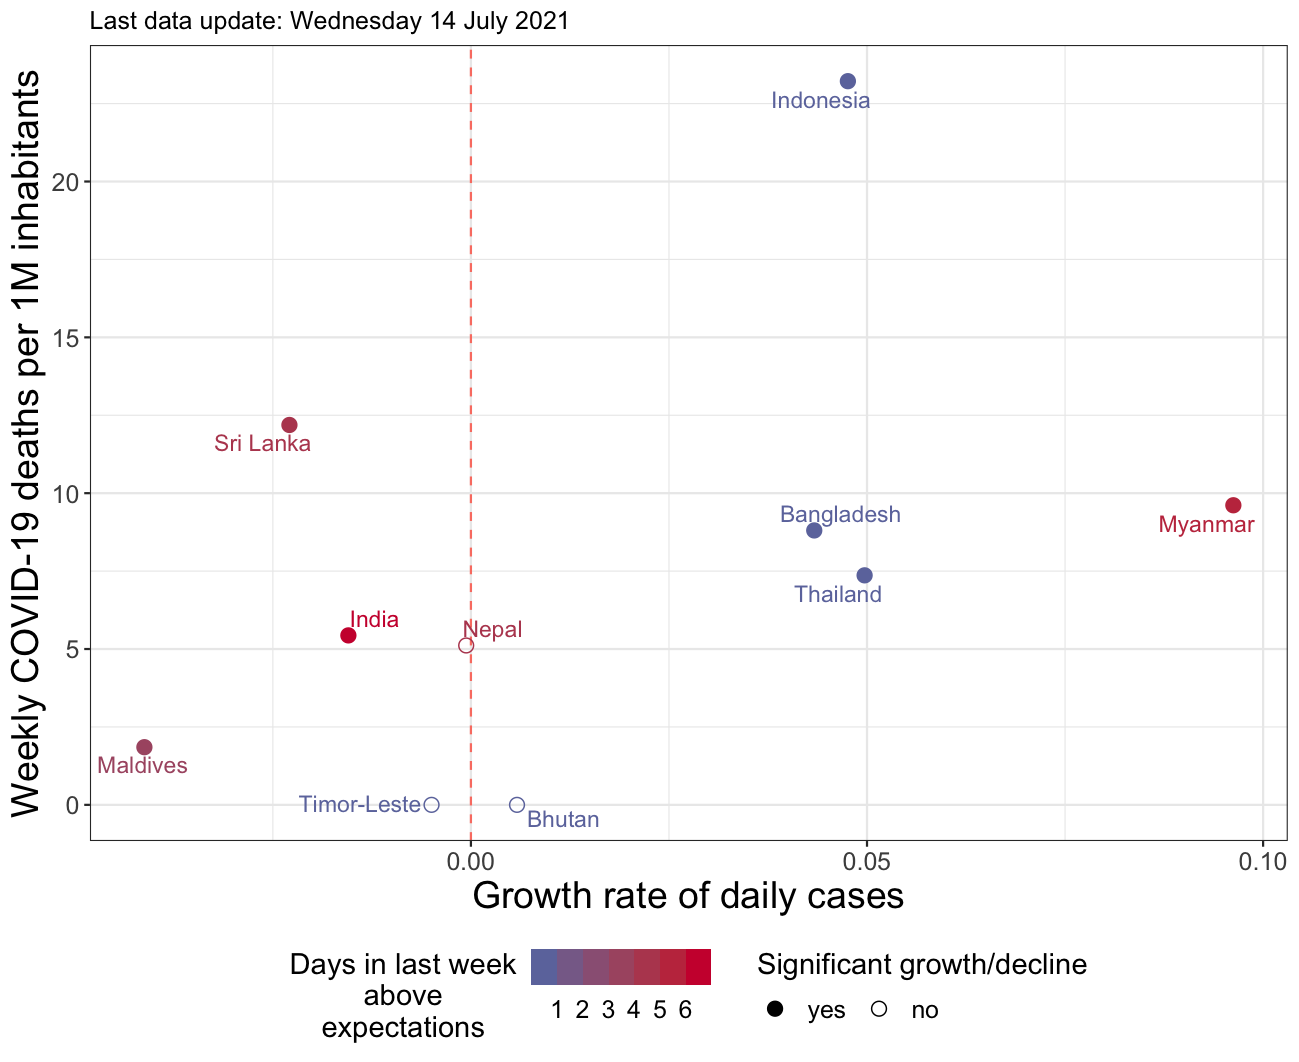 Last data update: Wednesday 14 July 2021
Weekly COVID-19 deaths per 1M inhabitants
20
15
10
5
0
Indonesia
Sri Lanka
Bangladesh
Myanmar
Thailand
India
Nepal
Maldives
Timor-Leste
Bhutan
0.00
0.05
0.10
Growth rate of daily cases
Days in last week
above
expectations
1 2 3 4 5 6
Significant growth/decline
yes no